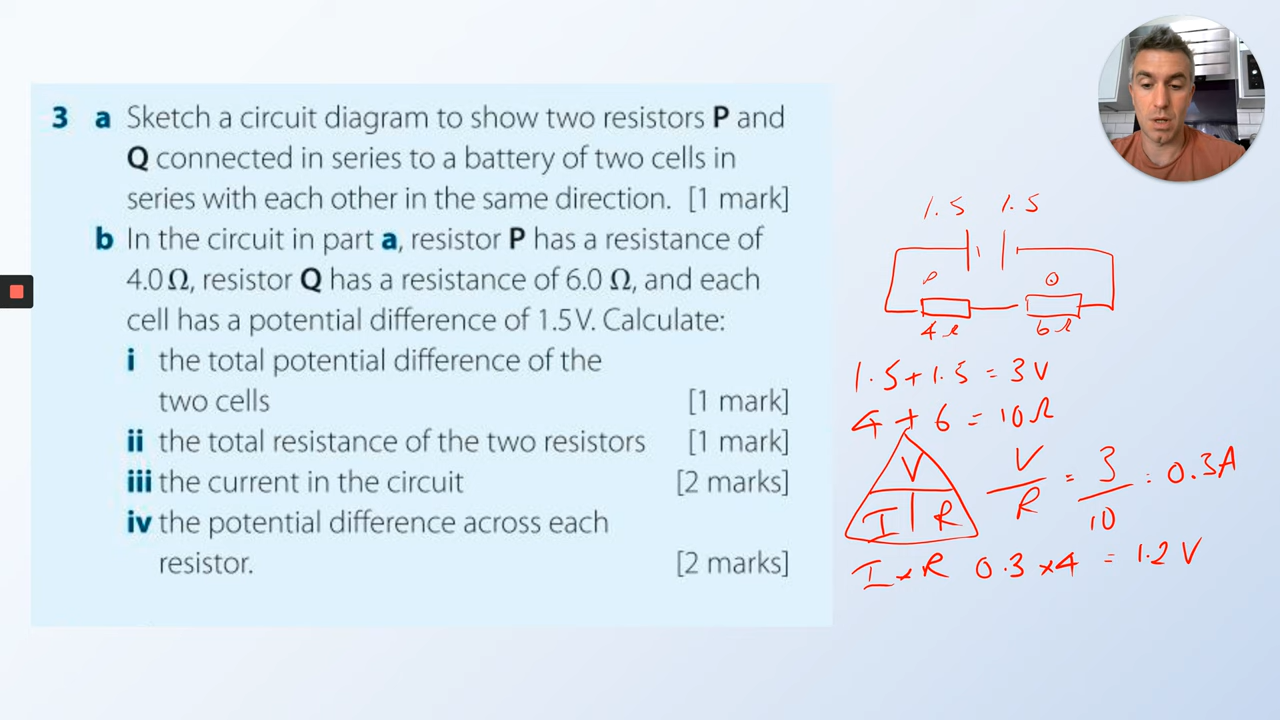 3 a Sketch a circuit diagram to show two resistors P and
Q connected in series to a battery of two cells in
series with each other in the same direction. [1 mark]
b In the circuit in part a, resistor P has a resistance of
4.0 Ω, resistor Q has a resistance of 6.0 Ω, and each
cell has a potential difference of 1.5 V. Calculate:
i the total potential difference of the
two cells [1 mark]
ii the total resistance of the two resistors [1 mark]
iii the current in the circuit [2 marks]
iv the potential difference across each
resistor. [2 marks]
1.5 1.5
P Q
4Ω 6Ω
1.5+1.5 = 3V
4 + 6 = 10Ω
V
I R
V/R = 3/10 = 0.3A
I x R 0.3 x 4 = 1.2 V